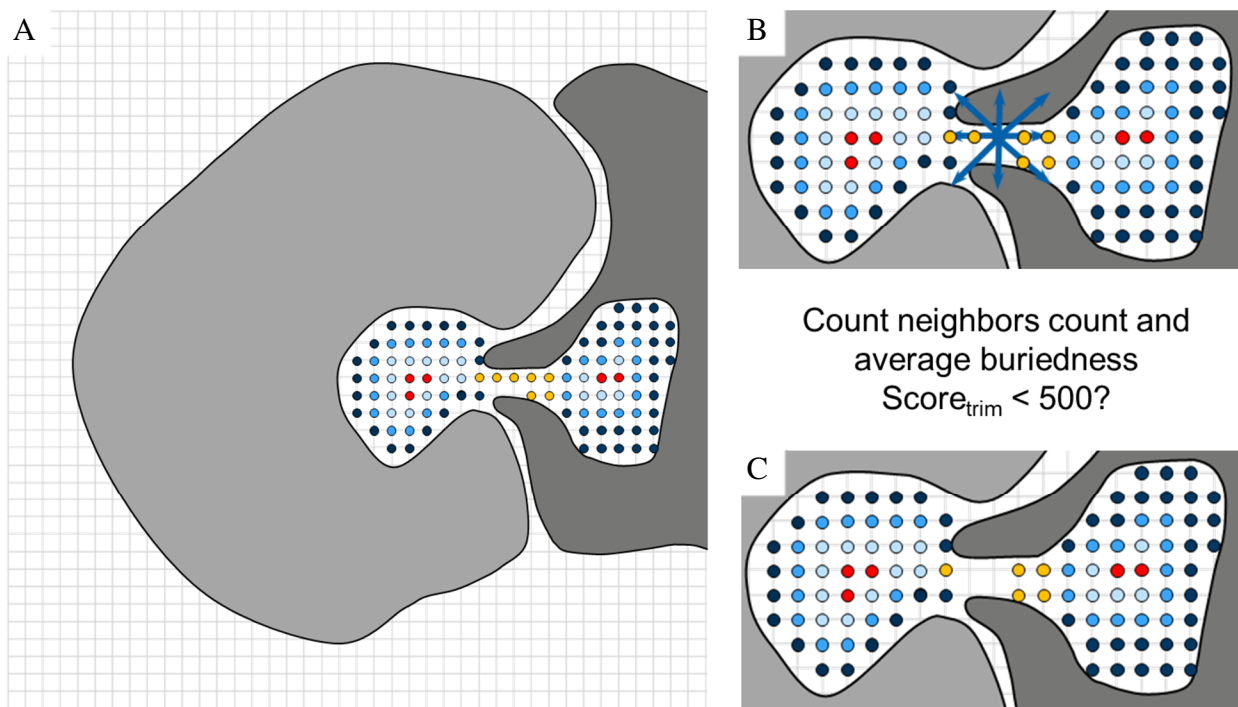 A
B
Count neighbors count and
average buriedness
Score_trim < 500?
C